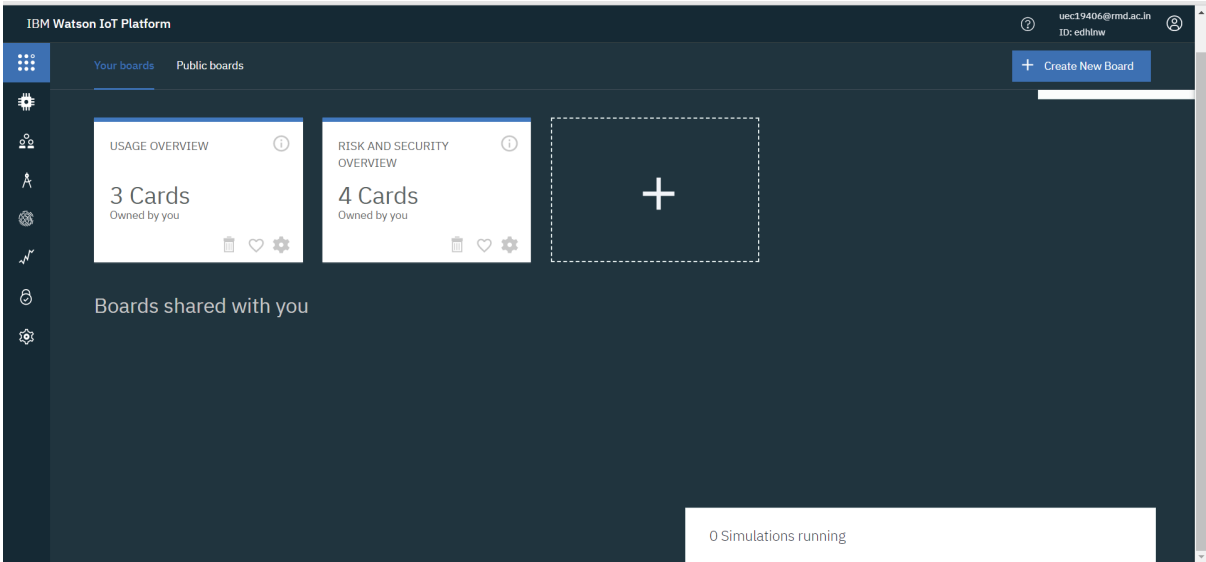 IBM Watson IoT Platform
uec19406@rmd.ac.in
ID: edhlnw
Your boards
Public boards
+ Create New Board
USAGE OVERVIEW
3 Cards
Owned by you
RISK AND SECURITY
OVERVIEW
4 Cards
Owned by you
Boards shared with you
0 Simulations running